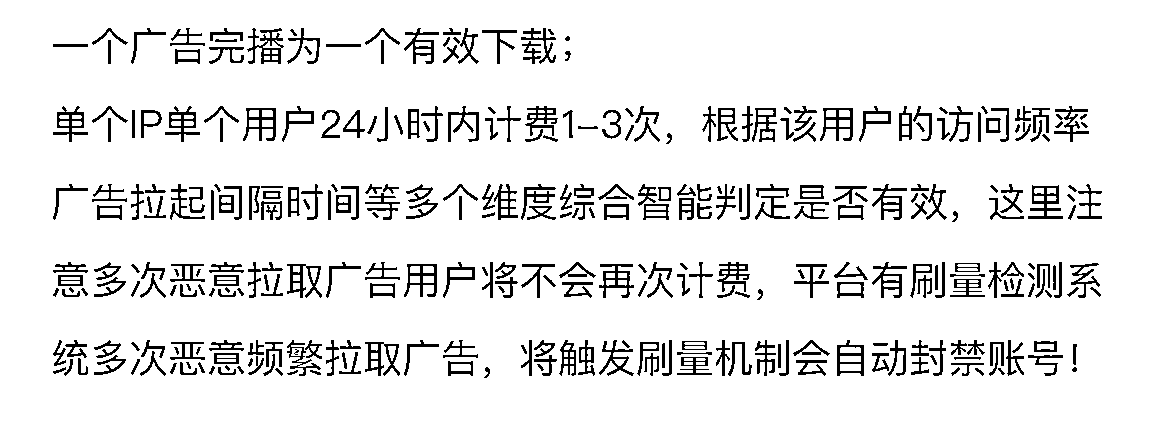 一个广告完播为一个有效下载；
单个IP单个用户24小时内计费1-3次，根据该用户的访问频率
广告拉起间隔时间等多个维度综合智能判定是否有效，这里注
意多次恶意拉取广告用户将不会再次计费，平台有刷量检测系
统多次恶意频繁拉取广告，将触发刷量机制会自动封禁账号！